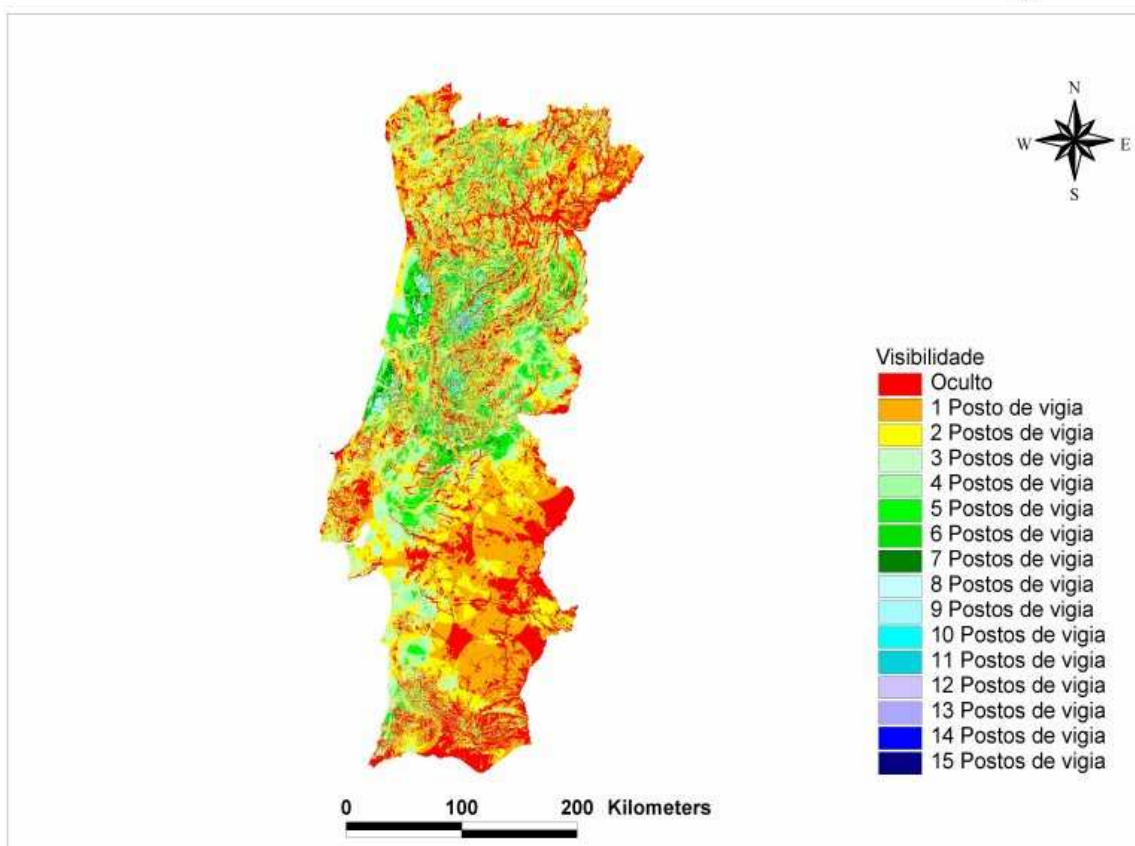 N
W E
S
Visibilidade
Oculto
1 Posto de vigia
2 Postos de vigia
3 Postos de vigia
4 Postos de vigia
5 Postos de vigia
6 Postos de vigia
7 Postos de vigia
8 Postos de vigia
9 Postos de vigia
10 Postos de vigia
11 Postos de vigia
12 Postos de vigia
13 Postos de vigia
14 Postos de vigia
15 Postos de vigia
0 100 200 Kilometers